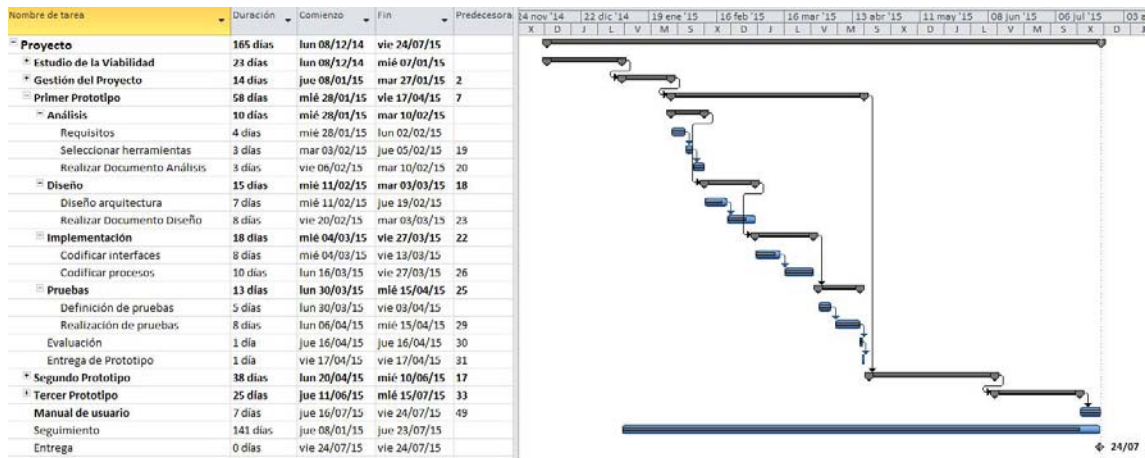 Nombre de tarea Duración Comienzo Fin Predecesora 24 nov '14 22 dic '14 19 ene '15 16 feb '15 16 mar '15 13 abr '15 11 may '15 08 jun '15 06 jul '15 03
X D J L V M S X D J L V M S X D
Proyecto 165 días lun 08/12/14 vie 24/07/15
Estudio de la Viabilidad 23 días lun 08/12/14 mié 07/01/15
Gestión del Proyecto 14 días jue 08/01/15 mar 27/01/15 2
Primer Prototipo 58 días mié 28/01/15 vie 17/04/15 7
Análisis 10 días mié 28/01/15 mar 10/02/15
Requisitos 4 días mié 28/01/15 lun 02/02/15
Seleccionar herramientas 3 días mar 03/02/15 jue 05/02/15 19
Realizar Documento Análisis 3 días vie 06/02/15 mar 10/02/15 20
Diseño 15 días mié 11/02/15 mar 03/03/15 18
Diseño arquitectura 7 días mié 11/02/15 jue 19/02/15
Realizar Documento Diseño 8 días vie 20/02/15 mar 03/03/15 23
Implementación 18 días mié 04/03/15 vie 27/03/15 22
Codificar interfaces 8 días mié 04/03/15 vie 13/03/15
Codificar procesos 10 días lun 16/03/15 vie 27/03/15 26
Pruebas 13 días lun 30/03/15 mié 15/04/15 25
Definición de pruebas 5 días lun 30/03/15 vie 03/04/15
Realización de pruebas 8 días lun 06/04/15 mié 15/04/15 29
Evaluación 1 día jue 16/04/15 jue 16/04/15 30
Entrega de Prototipo 1 día vie 17/04/15 vie 17/04/15 31
Segundo Prototipo 38 días lun 20/04/15 mié 10/06/15 17
Tercer Prototipo 25 días jue 11/06/15 mié 15/07/15 33
Manual de usuario 7 días jue 16/07/15 vie 24/07/15 49
Seguimiento 141 días jue 08/01/15 jue 23/07/15
Entrega 0 días vie 24/07/15 vie 24/07/15 24/07